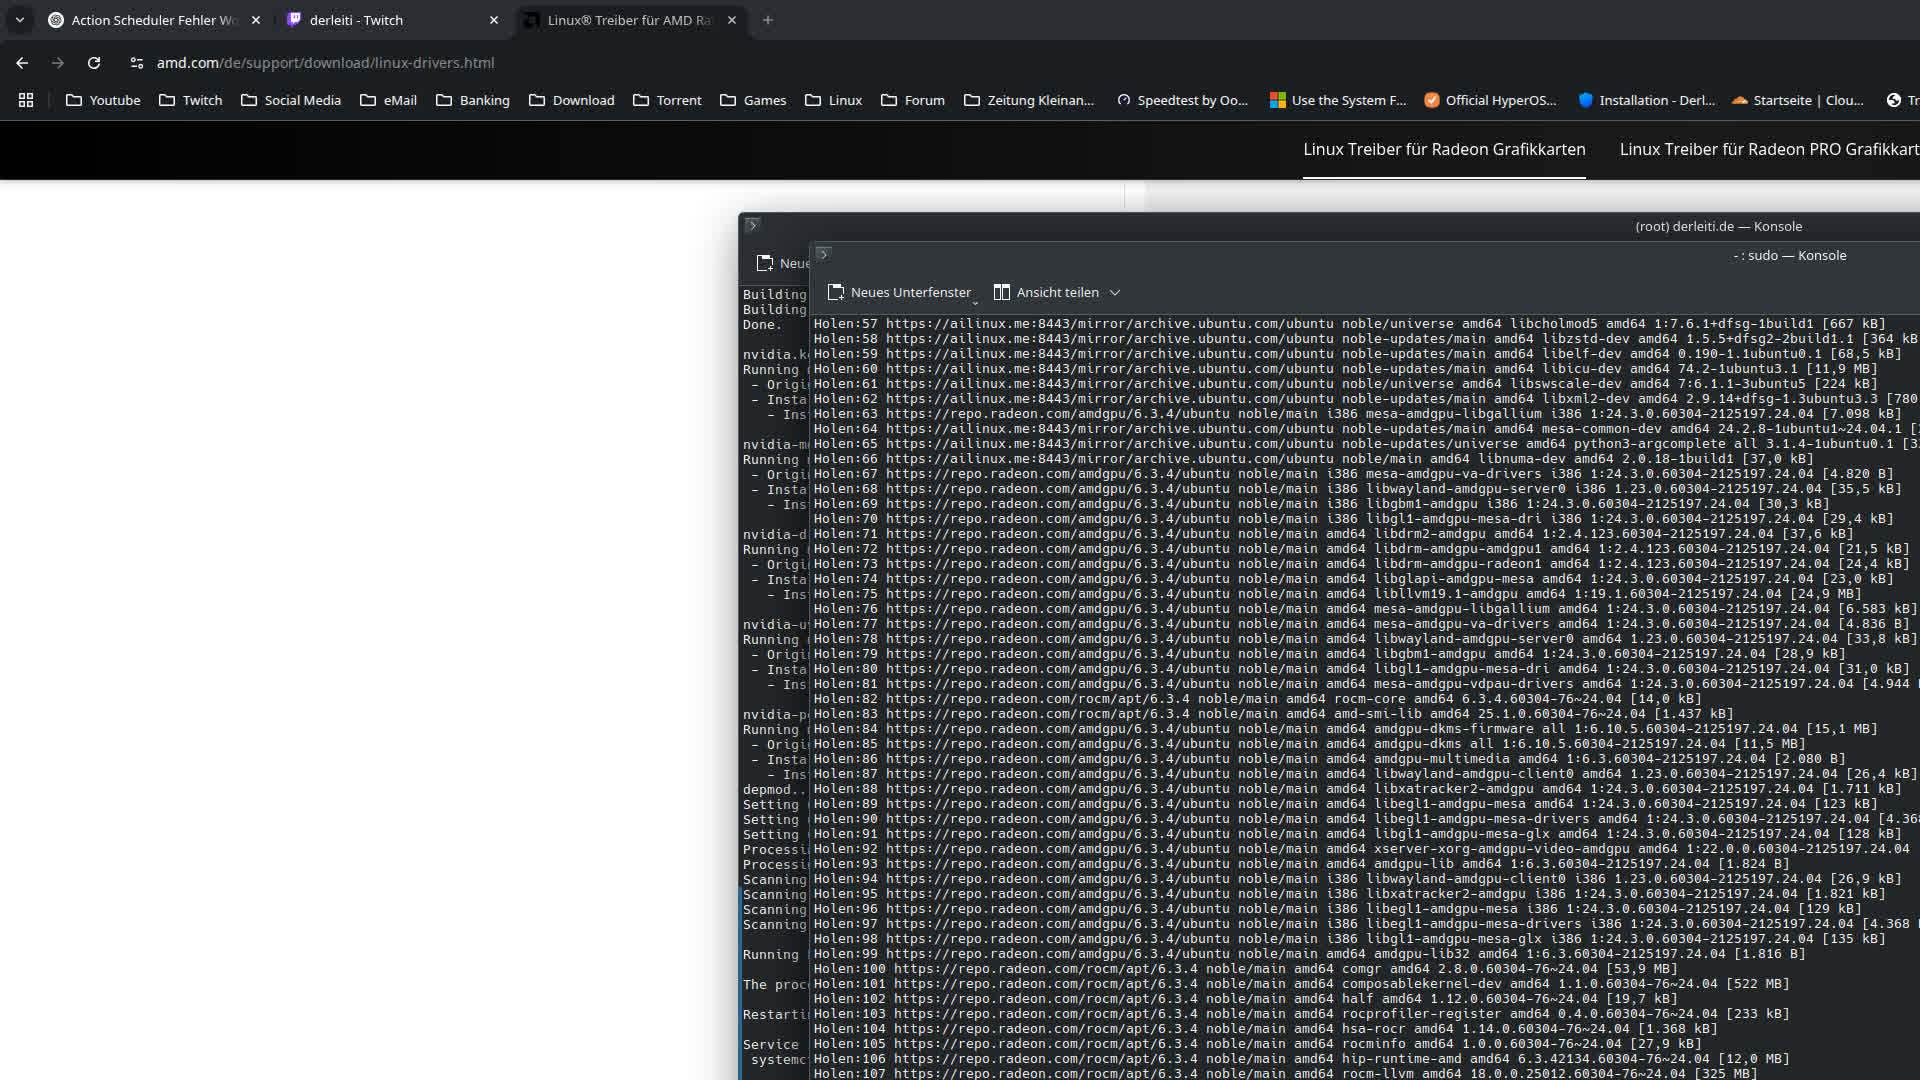 Action Scheduler Fehler Wo
derleiti - Twitch
Linux® Treiber für AMD Ra
amd.com/de/support/download/linux-drivers.html
Youtube
Twitch
Social Media
eMail
Banking
Download
Torrent
Games
Linux
Forum
Zeitung Kleinan...
Speedtest by Oo...
Use the System F...
Official HyperOS...
Installation - Derl...
Startseite | Clou...
Tr
Linux Treiber für Radeon Grafikkarten
Linux Treiber für Radeon PRO Grafikkart
(root) derleiti.de — Konsole
Neue
Building
Building
Done.
nvidia.k
Running
- Origi
- Insta
- Ins
nvidia-m
Running
- Origi
- Insta
- Ins
nvidia-d
Running
- Origi
- Insta
- Ins
nvidia-u
Running
- Origi
- Insta
- Ins
nvidia-p
Running
- Origi
- Insta
- Ins
depmod..
Setting
Setting
Setting
Processi
Processi
Scanning
Scanning
Scanning
Scanning
Running
The proc
Restarti
Service
systemc
- : sudo — Konsole
Neues Unterfenster
Ansicht teilen
Holen:57 https://ailinux.me:8443/mirror/archive.ubuntu.com/ubuntu noble/universe amd64 libcholmod5 amd64 1:7.6.1+dfsg-1build1 [667 kB]
Holen:58 https://ailinux.me:8443/mirror/archive.ubuntu.com/ubuntu noble-updates/main amd64 libzstd-dev amd64 1.5.5+dfsg2-2build1.1 [364 kB
Holen:59 https://ailinux.me:8443/mirror/archive.ubuntu.com/ubuntu noble-updates/main amd64 libelf-dev amd64 0.190-1.1ubuntu0.1 [68,5 kB]
Holen:60 https://ailinux.me:8443/mirror/archive.ubuntu.com/ubuntu noble-updates/main amd64 libicu-dev amd64 74.2-1ubuntu3.1 [11,9 MB]
Holen:61 https://ailinux.me:8443/mirror/archive.ubuntu.com/ubuntu noble/universe amd64 libswscale-dev amd64 7:6.1.1-3ubuntu5 [224 kB]
Holen:62 https://ailinux.me:8443/mirror/archive.ubuntu.com/ubuntu noble-updates/main amd64 libxml2-dev amd64 2.9.14+dfsg-1.3ubuntu3.3 [780
Holen:63 https://repo.radeon.com/amdgpu/6.3.4/ubuntu noble/main i386 mesa-amdgpu-libgallium i386 1:24.3.0.60304-2125197.24.04 [7.098 kB]
Holen:64 https://ailinux.me:8443/mirror/archive.ubuntu.com/ubuntu noble-updates/main amd64 mesa-common-dev amd64 24.2.8-1ubuntu1~24.04.1 [
Holen:65 https://ailinux.me:8443/mirror/archive.ubuntu.com/ubuntu noble-updates/universe amd64 python3-argcomplete all 3.1.4-1ubuntu0.1 [3
Holen:66 https://ailinux.me:8443/mirror/archive.ubuntu.com/ubuntu noble/main amd64 libnuma-dev amd64 2.0.18-1build1 [37,0 kB]
Holen:67 https://repo.radeon.com/amdgpu/6.3.4/ubuntu noble/main i386 mesa-amdgpu-va-drivers i386 1:24.3.0.60304-2125197.24.04 [4.820 B]
Holen:68 https://repo.radeon.com/amdgpu/6.3.4/ubuntu noble/main i386 libwayland-amdgpu-server0 i386 1.23.0.60304-2125197.24.04 [35,5 kB]
Holen:69 https://repo.radeon.com/amdgpu/6.3.4/ubuntu noble/main i386 libgbm1-amdgpu i386 1:24.3.0.60304-2125197.24.04 [30,3 kB]
Holen:70 https://repo.radeon.com/amdgpu/6.3.4/ubuntu noble/main i386 libgl1-amdgpu-mesa-dri i386 1:24.3.0.60304-2125197.24.04 [29,4 kB]
Holen:71 https://repo.radeon.com/amdgpu/6.3.4/ubuntu noble/main amd64 libdrm2-amdgpu amd64 1:2.4.123.60304-2125197.24.04 [37,6 kB]
Holen:72 https://repo.radeon.com/amdgpu/6.3.4/ubuntu noble/main amd64 libdrm-amdgpu-amdgpu1 amd64 1:2.4.123.60304-2125197.24.04 [21,5 kB]
Holen:73 https://repo.radeon.com/amdgpu/6.3.4/ubuntu noble/main amd64 libdrm-amdgpu-radeon1 amd64 1:2.4.123.60304-2125197.24.04 [24,4 kB]
Holen:74 https://repo.radeon.com/amdgpu/6.3.4/ubuntu noble/main amd64 libglapi-amdgpu-mesa amd64 1:24.3.0.60304-2125197.24.04 [23,0 kB]
Holen:75 https://repo.radeon.com/amdgpu/6.3.4/ubuntu noble/main amd64 libllvm19.1-amdgpu amd64 1:19.1.60304-2125197.24.04 [24,9 MB]
Holen:76 https://repo.radeon.com/amdgpu/6.3.4/ubuntu noble/main amd64 mesa-amdgpu-libgallium amd64 1:24.3.0.60304-2125197.24.04 [6.583 kB]
Holen:77 https://repo.radeon.com/amdgpu/6.3.4/ubuntu noble/main amd64 mesa-amdgpu-va-drivers amd64 1:24.3.0.60304-2125197.24.04 [4.836 B]
Holen:78 https://repo.radeon.com/amdgpu/6.3.4/ubuntu noble/main amd64 libwayland-amdgpu-server0 amd64 1.23.0.60304-2125197.24.04 [33,8 kB]
Holen:79 https://repo.radeon.com/amdgpu/6.3.4/ubuntu noble/main amd64 libgbm1-amdgpu amd64 1:24.3.0.60304-2125197.24.04 [28,9 kB]
Holen:80 https://repo.radeon.com/amdgpu/6.3.4/ubuntu noble/main amd64 libgl1-amdgpu-mesa-dri amd64 1:24.3.0.60304-2125197.24.04 [31,0 kB]
Holen:81 https://repo.radeon.com/amdgpu/6.3.4/ubuntu noble/main amd64 mesa-amdgpu-vdpau-drivers amd64 1:24.3.0.60304-2125197.24.04 [4.944
Holen:82 https://repo.radeon.com/rocm/apt/6.3.4 noble/main amd64 rocm-core amd64 6.3.4.60304-76~24.04 [14,0 kB]
Holen:83 https://repo.radeon.com/rocm/apt/6.3.4 noble/main amd64 amd-smi-lib amd64 25.1.0.60304-76~24.04 [1.437 kB]
Holen:84 https://repo.radeon.com/amdgpu/6.3.4/ubuntu noble/main amd64 amdgpu-dkms-firmware all 1:6.10.5.60304-2125197.24.04 [15,1 MB]
Holen:85 https://repo.radeon.com/amdgpu/6.3.4/ubuntu noble/main amd64 amdgpu-dkms all 1:6.10.5.60304-2125197.24.04 [11,5 MB]
Holen:86 https://repo.radeon.com/amdgpu/6.3.4/ubuntu noble/main amd64 amdgpu-multimedia amd64 1:6.3.60304-2125197.24.04 [2.080 B]
Holen:87 https://repo.radeon.com/amdgpu/6.3.4/ubuntu noble/main amd64 libwayland-amdgpu-client0 amd64 1.23.0.60304-2125197.24.04 [26,4 kB]
Holen:88 https://repo.radeon.com/amdgpu/6.3.4/ubuntu noble/main amd64 libxatracker2-amdgpu amd64 1:24.3.0.60304-2125197.24.04 [1.711 kB]
Holen:89 https://repo.radeon.com/amdgpu/6.3.4/ubuntu noble/main amd64 libegl1-amdgpu-mesa amd64 1:24.3.0.60304-2125197.24.04 [123 kB]
Holen:90 https://repo.radeon.com/amdgpu/6.3.4/ubuntu noble/main amd64 libegl1-amdgpu-mesa-drivers amd64 1:24.3.0.60304-2125197.24.04 [4.368
Holen:91 https://repo.radeon.com/amdgpu/6.3.4/ubuntu noble/main amd64 libgl1-amdgpu-mesa-glx amd64 1:24.3.0.60304-2125197.24.04 [128 kB]
Holen:92 https://repo.radeon.com/amdgpu/6.3.4/ubuntu noble/main amd64 xserver-xorg-amdgpu-video-amdgpu amd64 1:22.0.0.60304-2125197.24.04
Holen:93 https://repo.radeon.com/amdgpu/6.3.4/ubuntu noble/main amd64 amdgpu-lib amd64 1:6.3.60304-2125197.24.04 [1.824 B]
Holen:94 https://repo.radeon.com/amdgpu/6.3.4/ubuntu noble/main i386 libwayland-amdgpu-client0 i386 1.23.0.60304-2125197.24.04 [26,9 kB]
Holen:95 https://repo.radeon.com/amdgpu/6.3.4/ubuntu noble/main i386 libxatracker2-amdgpu i386 1:24.3.0.60304-2125197.24.04 [1.821 kB]
Holen:96 https://repo.radeon.com/amdgpu/6.3.4/ubuntu noble/main i386 libegl1-amdgpu-mesa i386 1:24.3.0.60304-2125197.24.04 [129 kB]
Holen:97 https://repo.radeon.com/amdgpu/6.3.4/ubuntu noble/main i386 libegl1-amdgpu-mesa-drivers i386 1:24.3.0.60304-2125197.24.04 [4.368
Holen:98 https://repo.radeon.com/amdgpu/6.3.4/ubuntu noble/main i386 libgl1-amdgpu-mesa-glx i386 1:24.3.0.60304-2125197.24.04 [135 kB]
Holen:99 https://repo.radeon.com/amdgpu/6.3.4/ubuntu noble/main amd64 amdgpu-lib32 amd64 1:6.3.60304-2125197.24.04 [1.816 B]
Holen:100 https://repo.radeon.com/rocm/apt/6.3.4 noble/main amd64 comgr amd64 2.8.0.60304-76~24.04 [53,9 MB]
Holen:101 https://repo.radeon.com/rocm/apt/6.3.4 noble/main amd64 composablekernel-dev amd64 1.1.0.60304-76~24.04 [522 MB]
Holen:102 https://repo.radeon.com/rocm/apt/6.3.4 noble/main amd64 half amd64 1.12.0.60304-76~24.04 [19,7 kB]
Holen:103 https://repo.radeon.com/rocm/apt/6.3.4 noble/main amd64 rocprofiler-register amd64 0.4.0.60304-76~24.04 [233 kB]
Holen:104 https://repo.radeon.com/rocm/apt/6.3.4 noble/main amd64 hsa-rocr amd64 1.14.0.60304-76~24.04 [1.368 kB]
Holen:105 https://repo.radeon.com/rocm/apt/6.3.4 noble/main amd64 rocminfo amd64 1.0.0.60304-76~24.04 [27,9 kB]
Holen:106 https://repo.radeon.com/rocm/apt/6.3.4 noble/main amd64 hip-runtime-amd amd64 6.3.42134.60304-76~24.04 [12,0 MB]
Holen:107 https://repo.radeon.com/rocm/apt/6.3.4 noble/main amd64 rocm-llvm amd64 18.0.0.25012.60304-76~24.04 [325 MB]